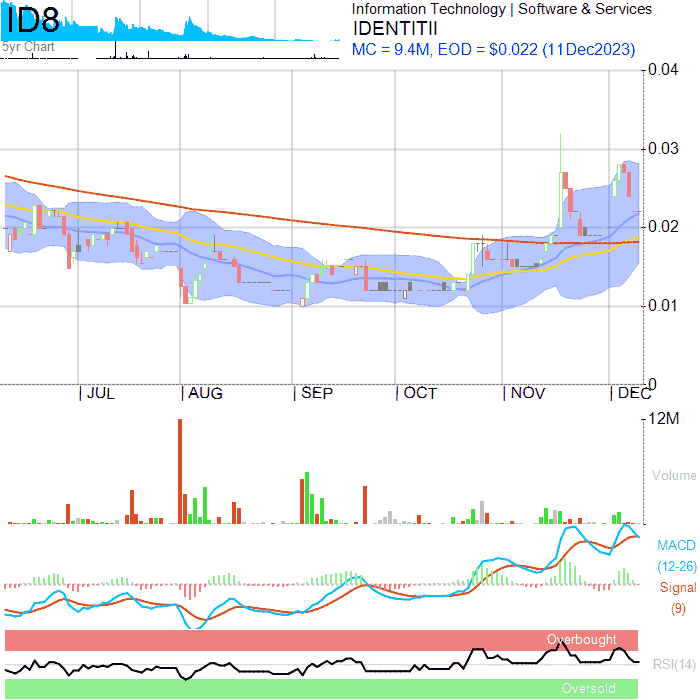 ID8
5yr Chart
Information Technology | Software & Services
IDENTITII
MC = 9.4M, EOD = $0.022 (11Dec2023)
0.04
0.03
0.02
0.01
0
JUL
AUG
SEP
OCT
NOV
DEC
12M
Volume
MACD
(12-26)
Signal
(9)
Overbought
RSI(14)
Oversold